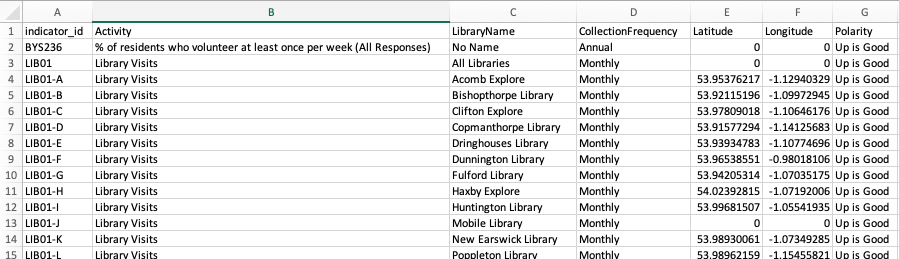 A B C D E F G
1 indicator_id Activity LibraryName CollectionFrequency Latitude Longitude Polarity
2 BYS236 % of residents who volunteer at least once per week (All Responses) No Name Annual 0 0 Up is Good
3 LIB01 Library Visits All Libraries Monthly 0 0 Up is Good
4 LIB01-A Library Visits Acomb Explore Monthly 53.95376217 -1.12940329 Up is Good
5 LIB01-B Library Visits Bishopthorpe Library Monthly 53.92115196 -1.09972945 Up is Good
6 LIB01-C Library Visits Clifton Explore Monthly 53.97809018 -1.10646176 Up is Good
7 LIB01-D Library Visits Copmanthorpe Library Monthly 53.91577294 -1.14125683 Up is Good
8 LIB01-E Library Visits Dringhouses Library Monthly 53.93934783 -1.10774696 Up is Good
9 LIB01-F Library Visits Dunnington Library Monthly 53.96538551 -0.98018106 Up is Good
10 LIB01-G Library Visits Fulford Library Monthly 53.94205314 -1.07035175 Up is Good
11 LIB01-H Library Visits Haxby Explore Monthly 54.02392815 -1.07192006 Up is Good
12 LIB01-I Library Visits Huntington Library Monthly 53.99681507 -1.05541935 Up is Good
13 LIB01-J Library Visits Mobile Library Monthly 0 0 Up is Good
14 LIB01-K Library Visits New Earswick Library Monthly 53.98930061 -1.07349285 Up is Good
15 LIB01-L Library Visits Poppleton Library Monthly 53.98962159 -1.15455821 Up is Good